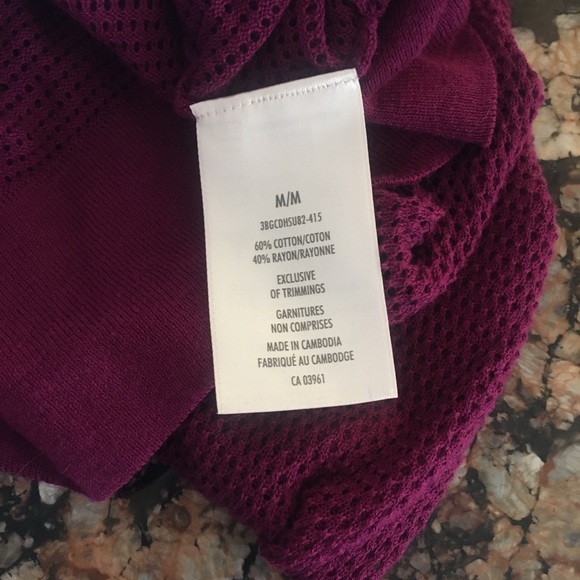 M/M
3BGCDHSU82-415
60% COTTON/COTON
40% RAYON/RAYONNE
EXCLUSIVE
OF TRIMMINGS
GARNITURES
NON COMPRISES
MADE IN CAMBODIA
FABRIQUÉ AU CAMBODGE
CA 03961